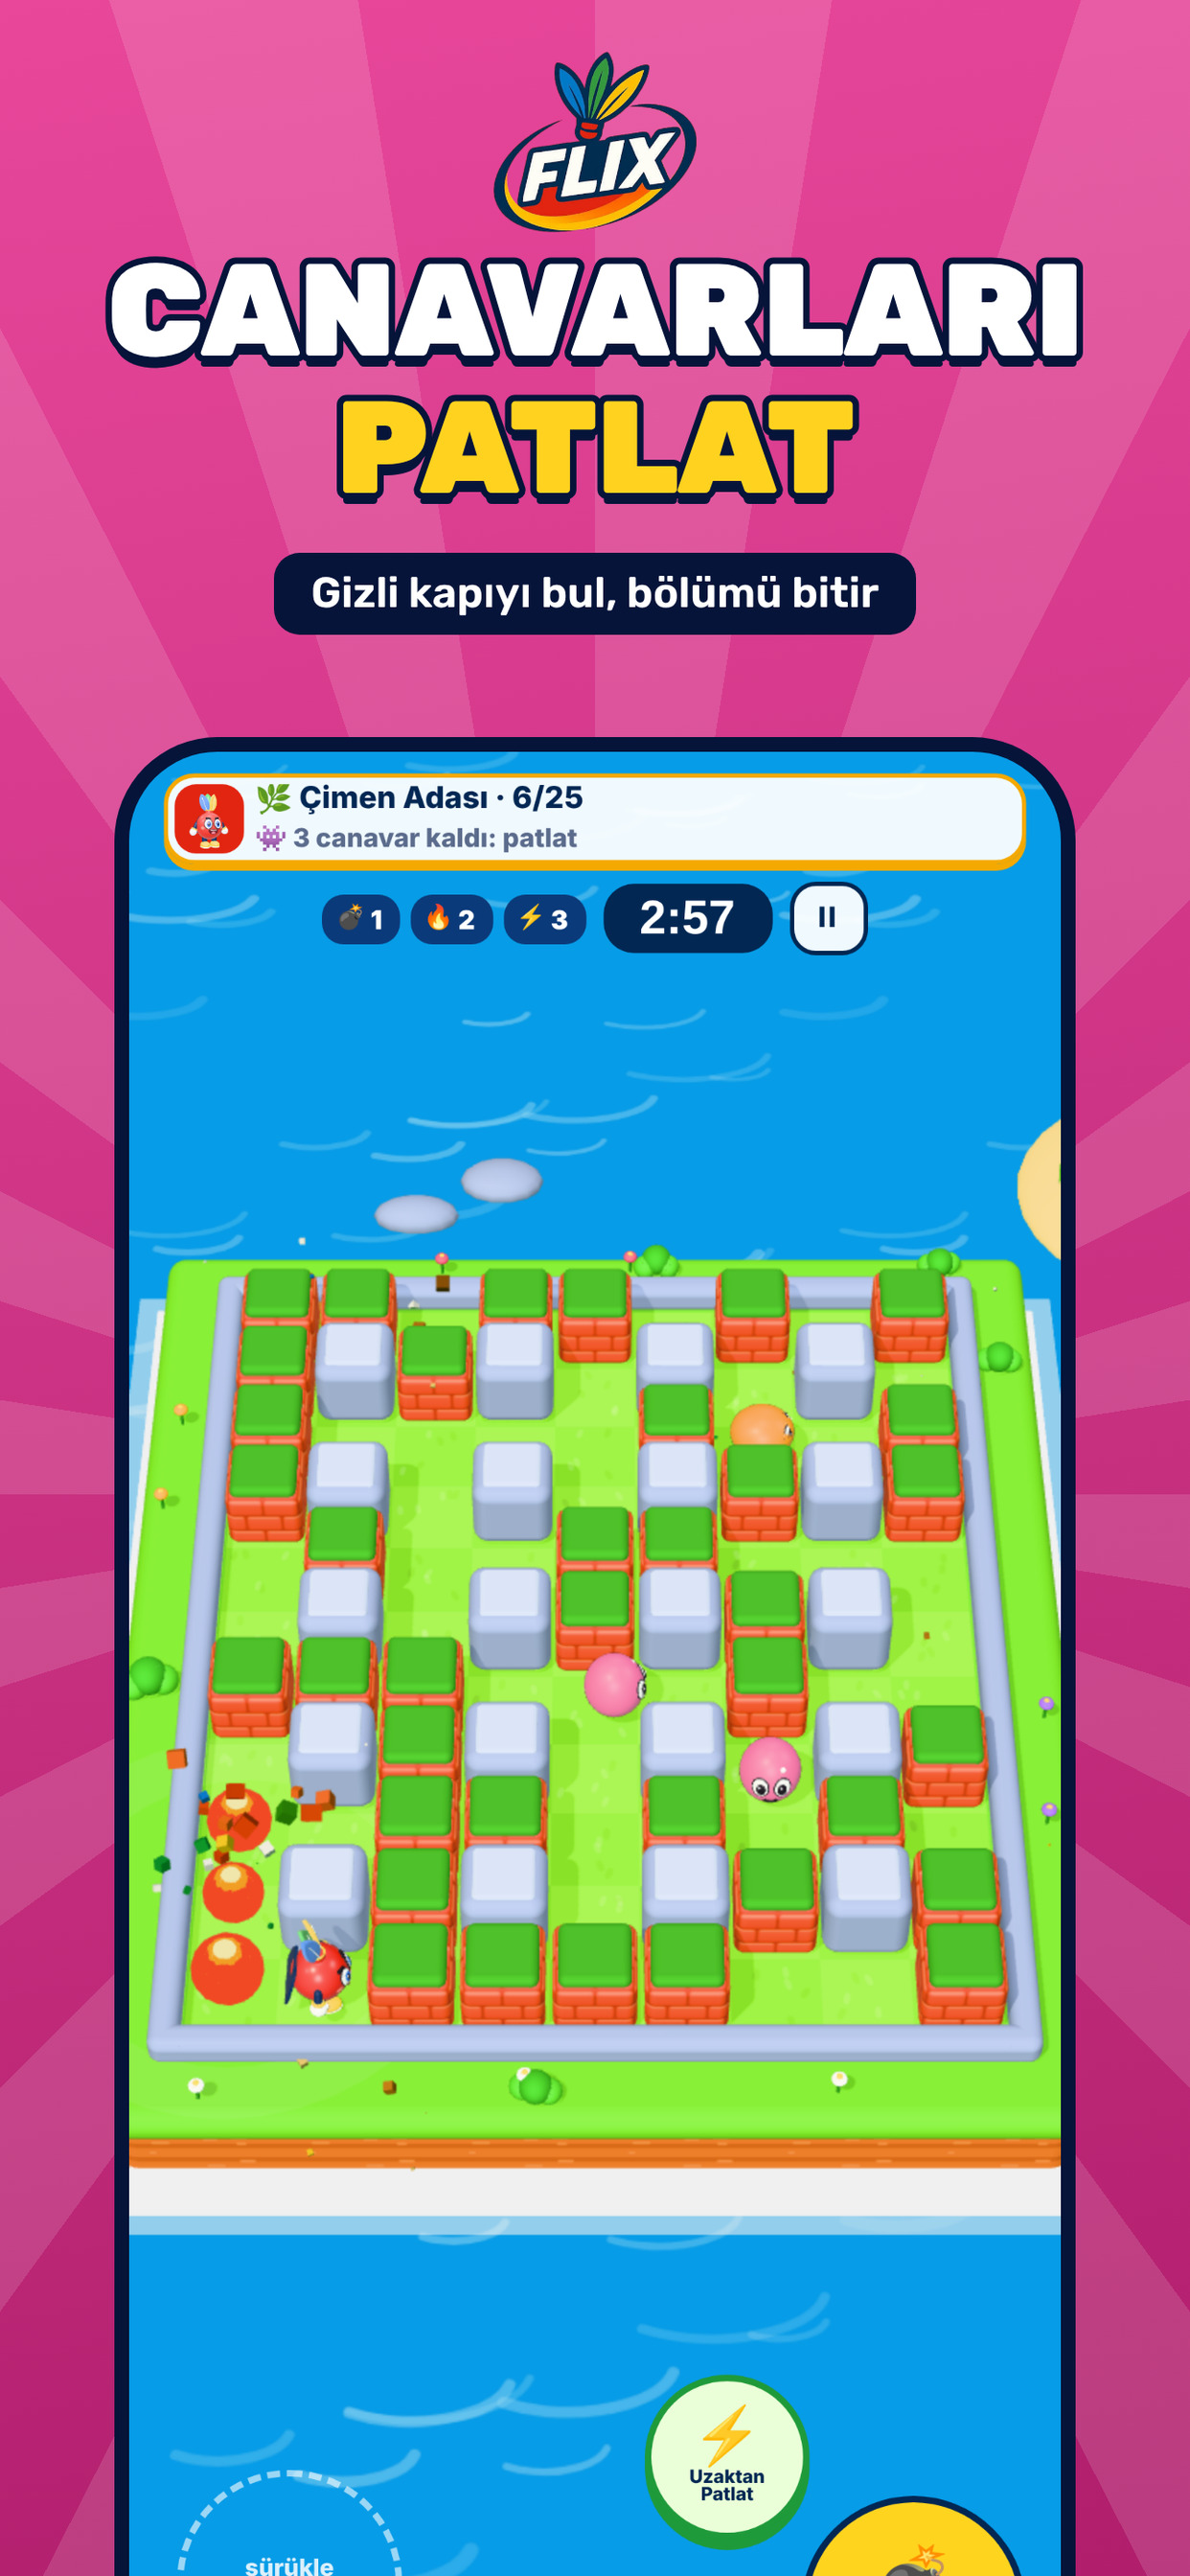 FLIX
CANAVARLARI
PATLAT
Gizli kapıyı bul, bölümü bitir
Çimen Adası · 6/25
3 canavar kaldı: patlat
1 2 3 2:57
Uzaktan
Patlat
sürükle